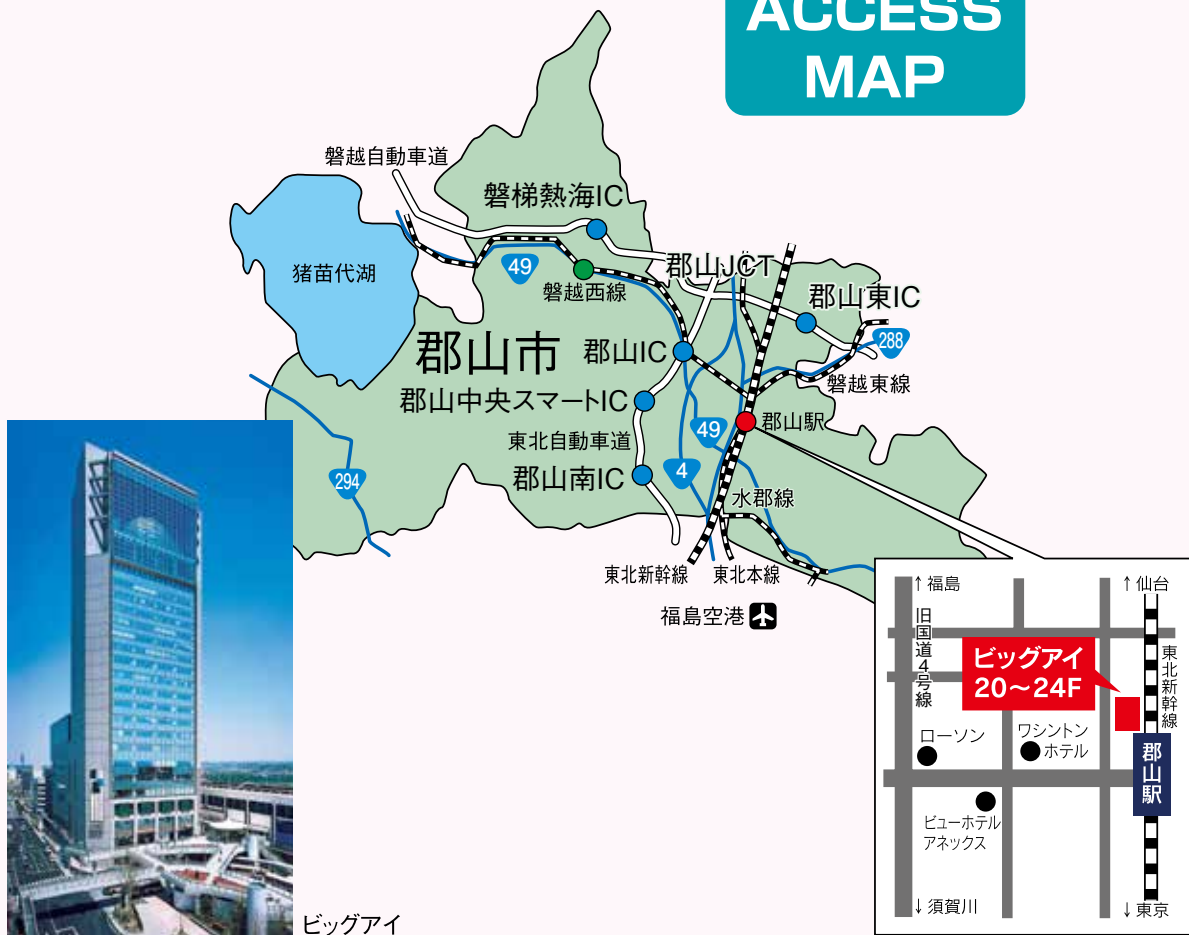 ACCESS
MAP
磐越自動車道
磐梯熱海IC
猪苗代湖
49
磐越西線
郡山JCT
郡山東IC
288
郡山市
郡山IC
磐越東線
郡山中央スマートIC
郡山駅
49
東北自動車道
4
郡山南IC
294
水郡線
東北新幹線
東北本線
福島空港
↑福島
↑仙台
旧国道4号線
ビッグアイ
20~24F
東北新幹線
ローソン
ワシントン
ホテル
郡山駅
ビューホテル
アネックス
↓須賀川
↓東京
ビッグアイ